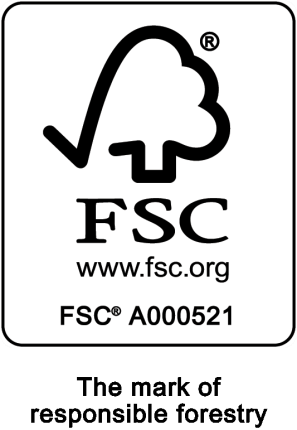 ®
FSC
www.fsc.org
FSC® A000521
The mark of
responsible forestry